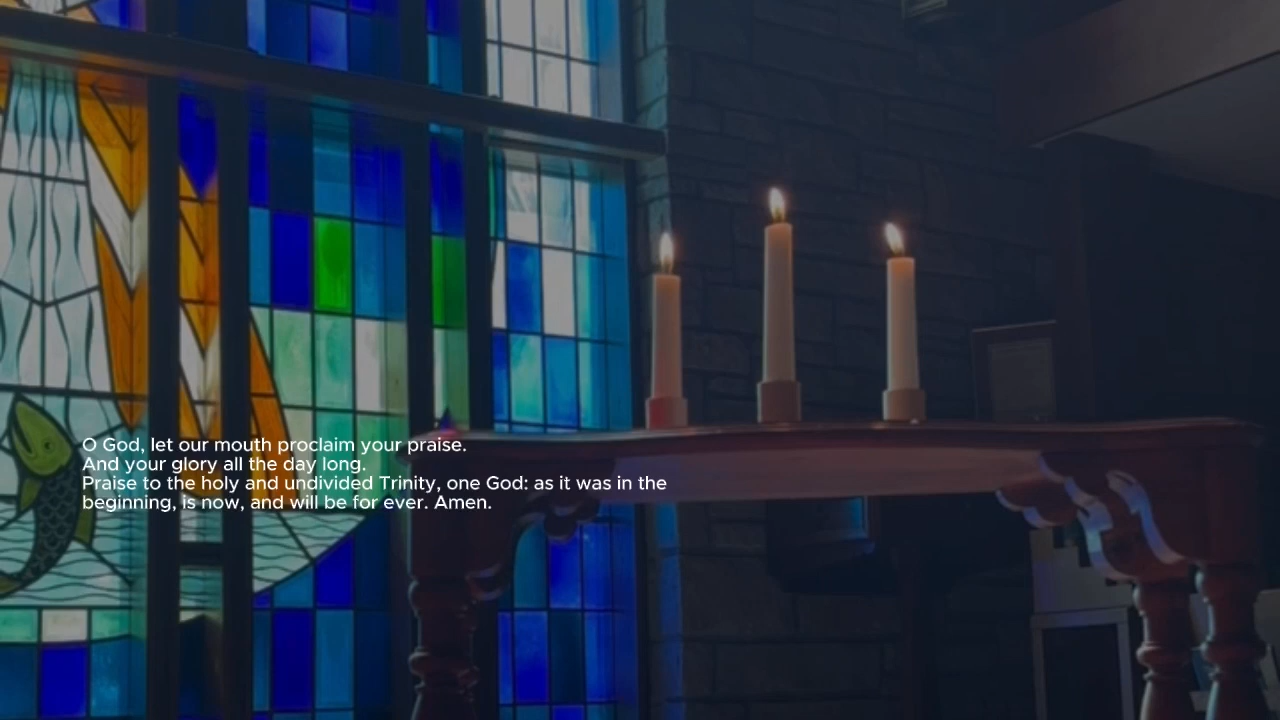 O God, let our mouth proclaim your praise.
And your glory all the day long.
Praise to the holy and undivided Trinity, one God: as it was in the
beginning, is now, and will be for ever. Amen.